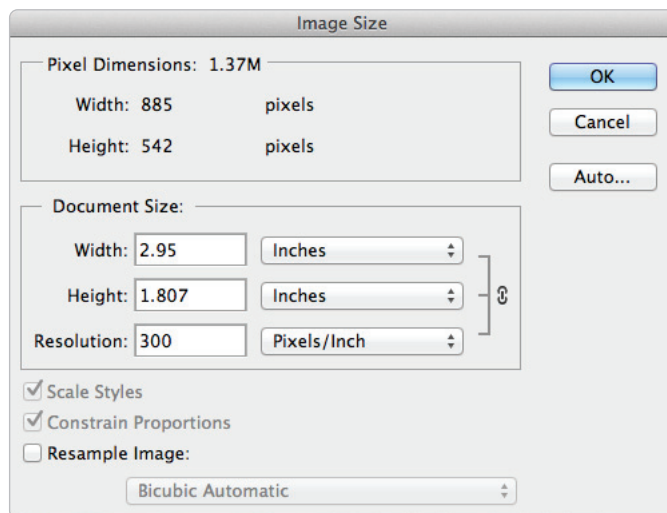 Image Size
Pixel Dimensions: 1.37M
Width: 885 pixels
Height: 542 pixels
OK
Cancel
Auto...
Document Size:
Width: 2.95 Inches
Height: 1.807 Inches
Resolution: 300 Pixels/Inch
Scale Styles
Constrain Proportions
Resample Image:
Bicubic Automatic